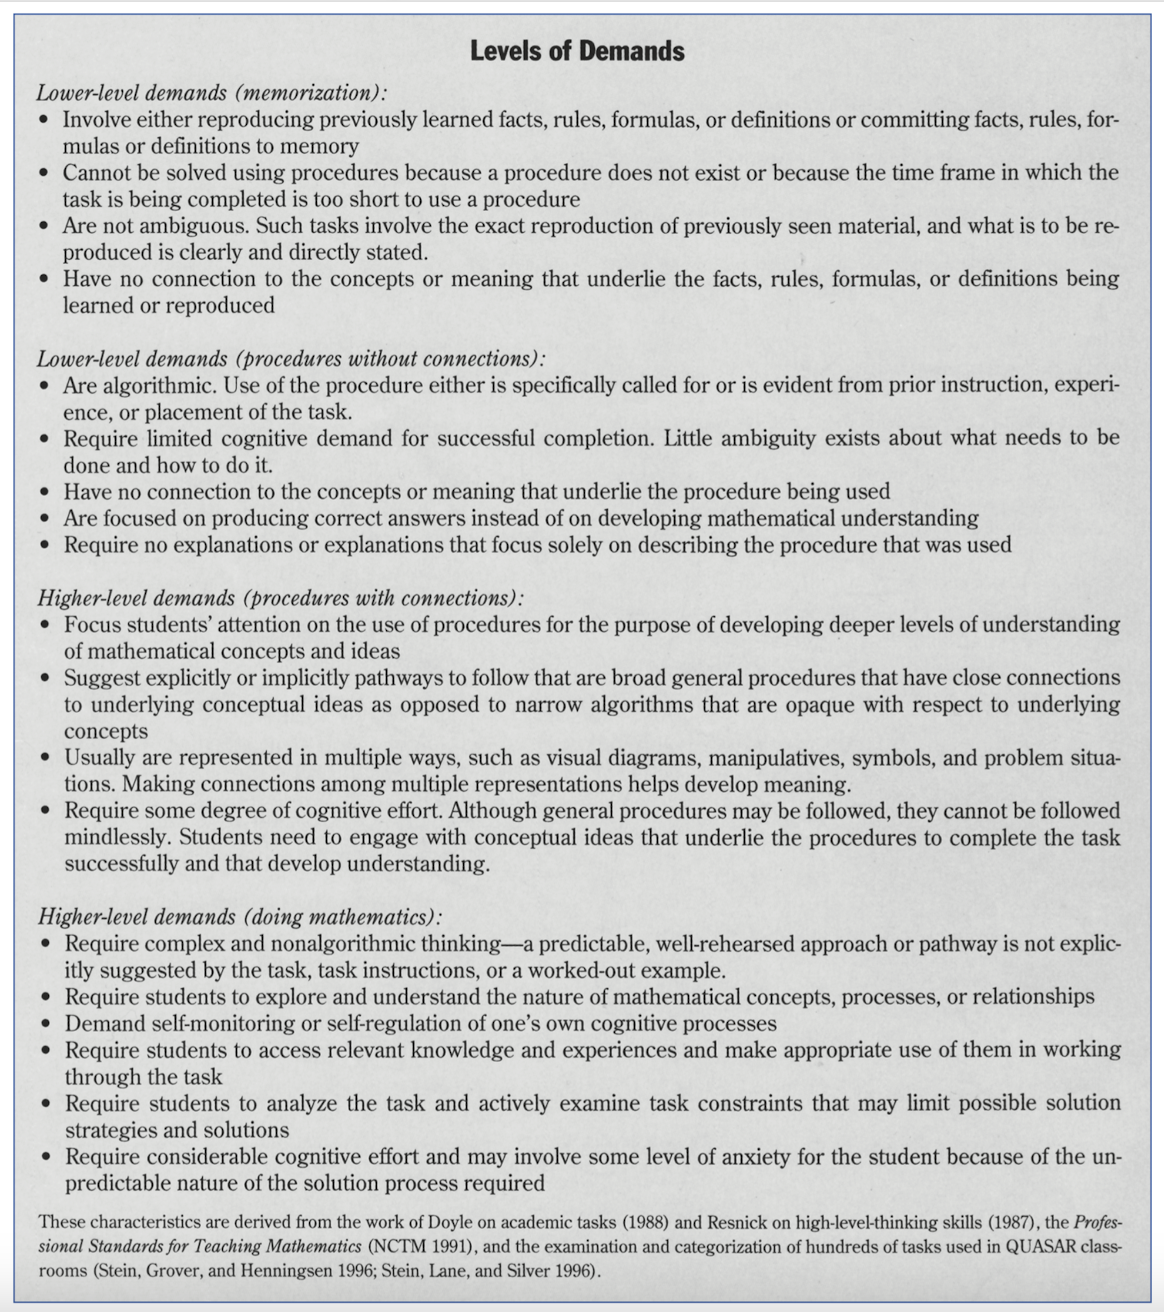 Levels of Demands
Lower-level demands (memorization):
• Involve either reproducing previously learned facts, rules, formulas, or definitions or committing facts, rules, for-
mulas or definitions to memory
• Cannot be solved using procedures because a procedure does not exist or because the time frame in which the
task is being completed is too short to use a procedure
• Are not ambiguous. Such tasks involve the exact reproduction of previously seen material, and what is to be re-
produced is clearly and directly stated.
• Have no connection to the concepts or meaning that underlie the facts, rules, formulas, or definitions being
learned or reproduced
Lower-level demands (procedures without connections):
• Are algorithmic. Use of the procedure either is specifically called for or is evident from prior instruction, experi-
ence, or placement of the task.
• Require limited cognitive demand for successful completion. Little ambiguity exists about what needs to be
done and how to do it.
• Have no connection to the concepts or meaning that underlie the procedure being used
• Are focused on producing correct answers instead of on developing mathematical understanding
• Require no explanations or explanations that focus solely on describing the procedure that was used
Higher-level demands (procedures with connections):
• Focus students’ attention on the use of procedures for the purpose of developing deeper levels of understanding
of mathematical concepts and ideas
• Suggest explicitly or implicitly pathways to follow that are broad general procedures that have close connections
to underlying conceptual ideas as opposed to narrow algorithms that are opaque with respect to underlying
concepts
• Usually are represented in multiple ways, such as visual diagrams, manipulatives, symbols, and problem situa-
tions. Making connections among multiple representations helps develop meaning.
• Require some degree of cognitive effort. Although general procedures may be followed, they cannot be followed
mindlessly. Students need to engage with conceptual ideas that underlie the procedures to complete the task
successfully and that develop understanding.
Higher-level demands (doing mathematics):
• Require complex and nonalgorithmic thinking—a predictable, well-rehearsed approach or pathway is not explic-
itly suggested by the task, task instructions, or a worked-out example.
• Require students to explore and understand the nature of mathematical concepts, processes, or relationships
• Demand self-monitoring or self-regulation of one’s own cognitive processes
• Require students to access relevant knowledge and experiences and make appropriate use of them in working
through the task
• Require students to analyze the task and actively examine task constraints that may limit possible solution
strategies and solutions
• Require considerable cognitive effort and may involve some level of anxiety for the student because of the un-
predictable nature of the solution process required
These characteristics are derived from the work of Doyle on academic tasks (1988) and Resnick on high-level-thinking skills (1987), the Profes-
sional Standards for Teaching Mathematics (NCTM 1991), and the examination and categorization of hundreds of tasks used in QUASAR class-
rooms (Stein, Grover, and Henningsen 1996; Stein, Lane, and Silver 1996).